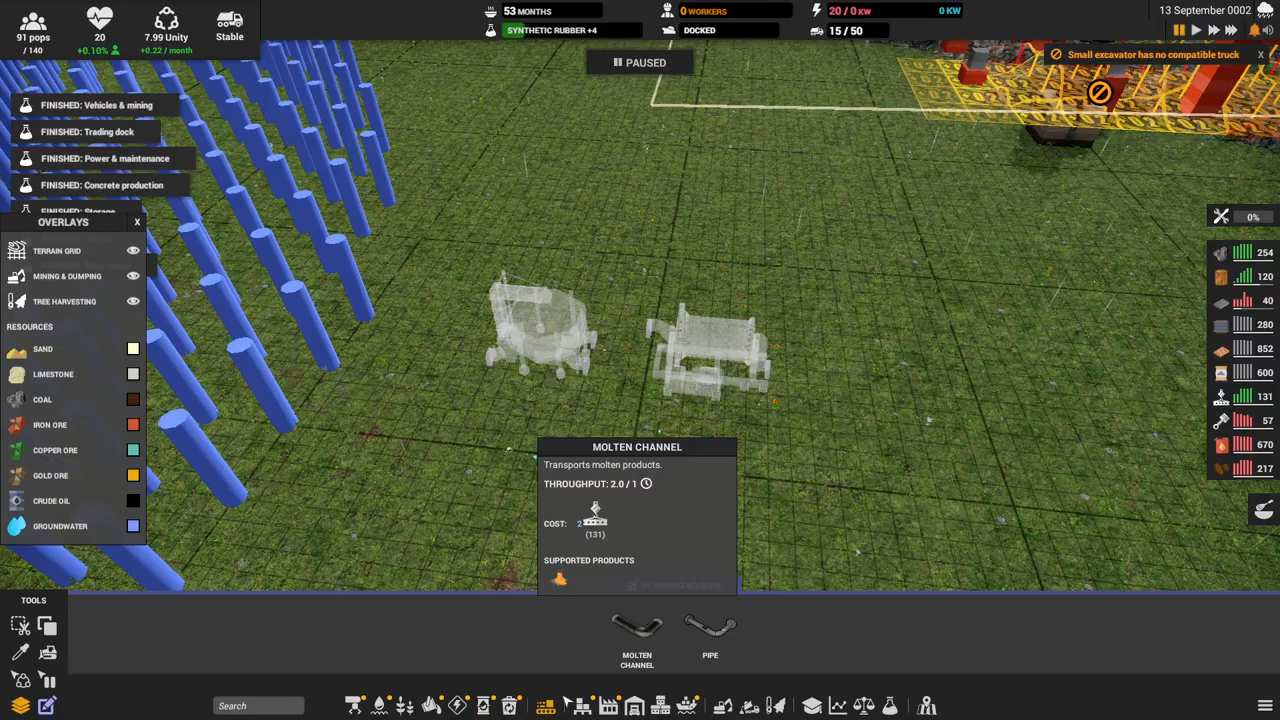 91 pops
/ 140
20
+0.10%
7.99 Unity
+0.22 / month
Stable
53 MONTHS
SYNTHETIC RUBBER +4
0 WORKERS
DOCKED
20 / 0 KW
0 KW
15 / 50
13 September 0002
PAUSED
Small excavator has no compatible truck
X
FINISHED: Vehicles & mining
FINISHED: Trading dock
FINISHED: Power & maintenance
FINISHED: Concrete production
FINISHED: Storage
OVERLAYS
X
TERRAIN GRID
MINING & DUMPING
TREE HARVESTING
RESOURCES
SAND
LIMESTONE
COAL
IRON ORE
COPPER ORE
GOLD ORE
CRUDE OIL
GROUNDWATER
0%
254
120
40
280
852
600
131
57
670
217
MOLTEN CHANNEL
Transports molten products.
THROUGHPUT: 2.0 / 1
COST: 2
(131)
SUPPORTED PRODUCTS
TOOLS
MOLTEN
CHANNEL
PIPE
Search